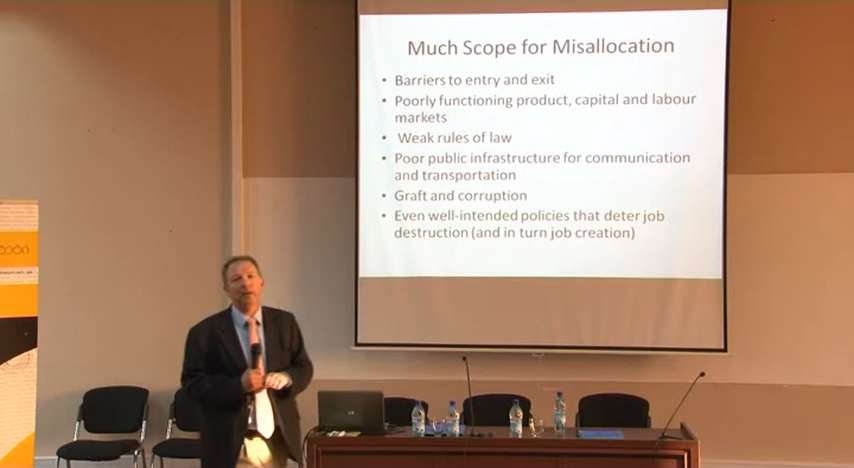 Much Scope for Misallocation
• Barriers to entry and exit
• Poorly functioning product, capital and labour
markets
• Weak rules of law
• Poor public infrastructure for communication
and transportation
• Graft and corruption
• Even well-intended policies that deter job
destruction (and in turn job creation)